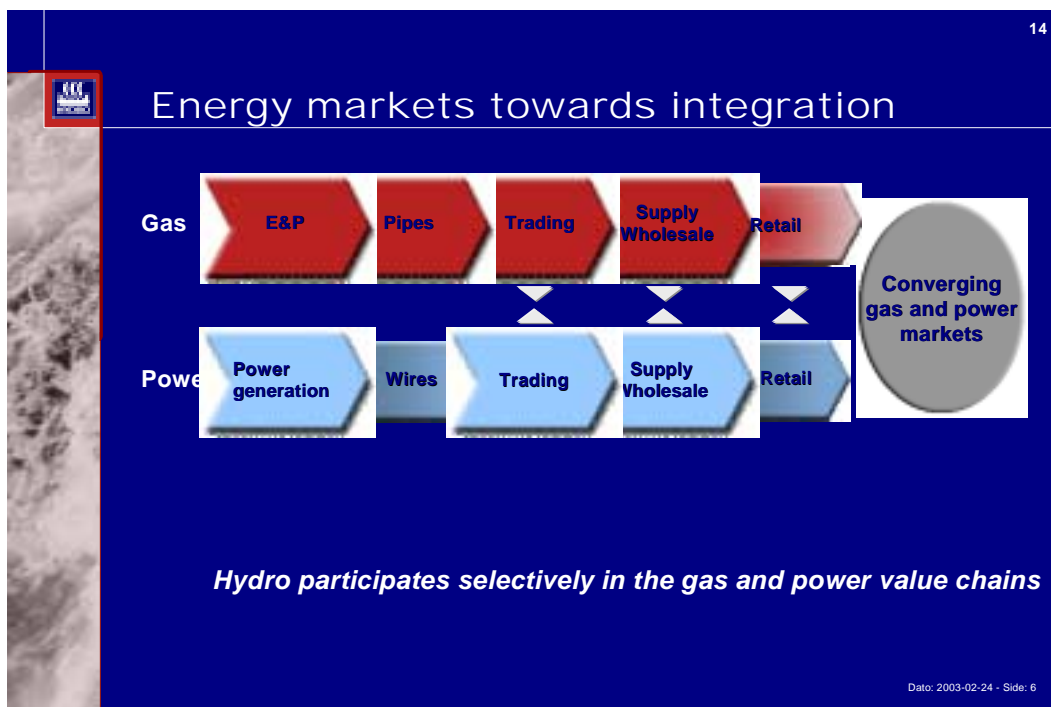 14
Energy markets towards integration
Gas
E&P
Pipes
Trading
Supply
Wholesale
Retail
Converging
gas and power
markets
Powe
Power
generation
Wires
Trading
Supply
Wholesale
Retail
Hydro participates selectively in the gas and power value chains
Dato: 2003-02-24 - Side: 6